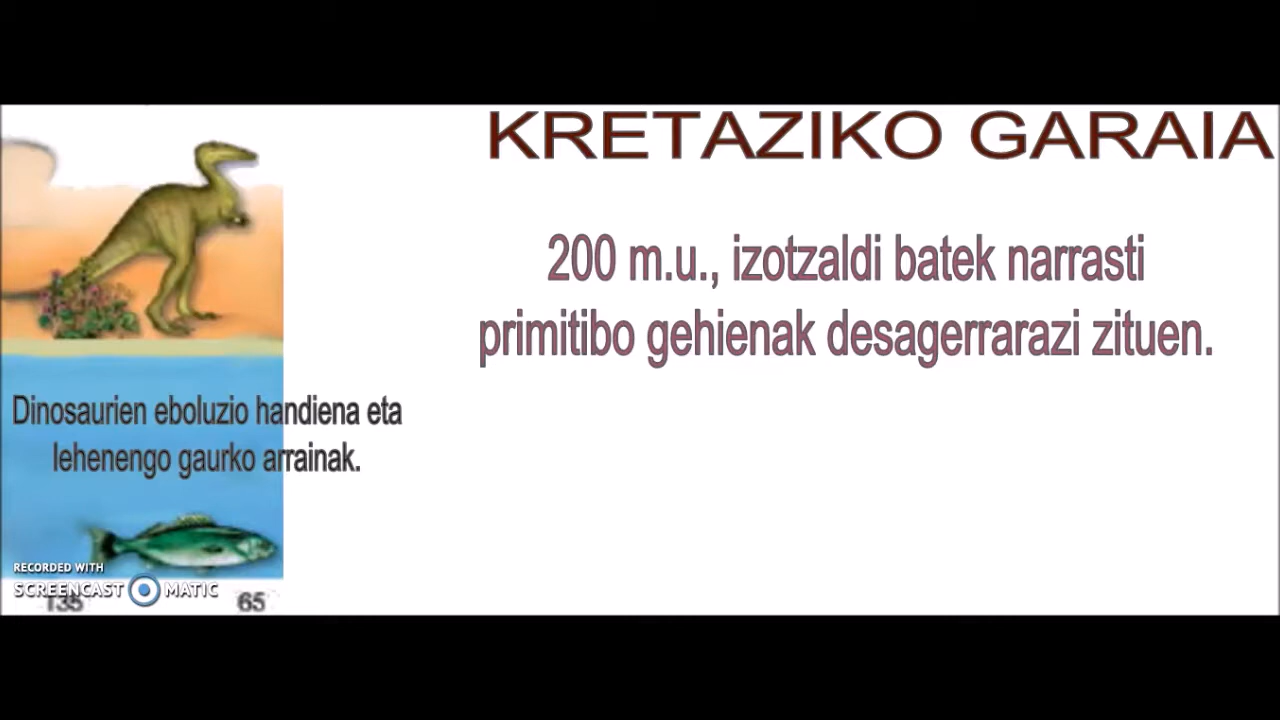 KRETAZIKO GARAIA
200 m.u., izotzaldi batek narrasti
primitibo gehienak desagerrarazi zituen.
Dinosaurien eboluzio handiena eta
lehenengo gaurko arrainak.
RECORDED WITH
SCREENCAST MATIC
135 65